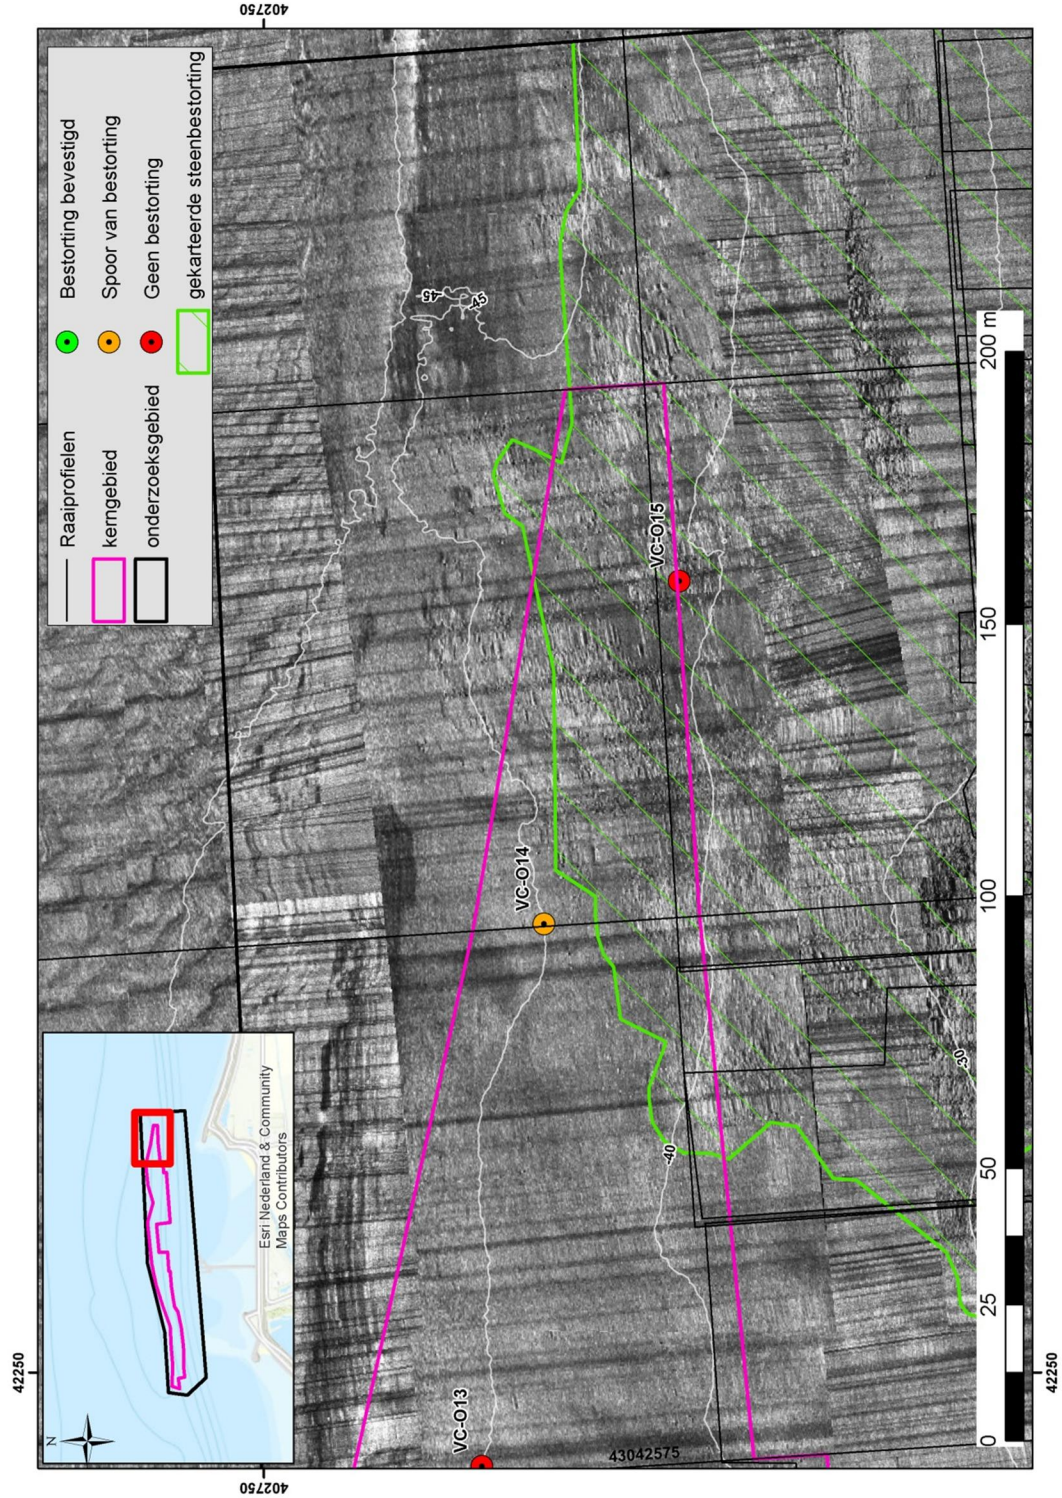 402750
402750
42250
42250
Raaiprofielen
kerngebied
onderzoeksgebied
Bestorting bevestigd
Spoor van bestorting
Geen bestorting
gekarteerde steenbestorting
N
Esri Nederland & Community
Maps Contributors
VC-O13
VC-O14
VC-O15
-45
-45
-40
-30
43042575
0
25
50
100
150
200 m